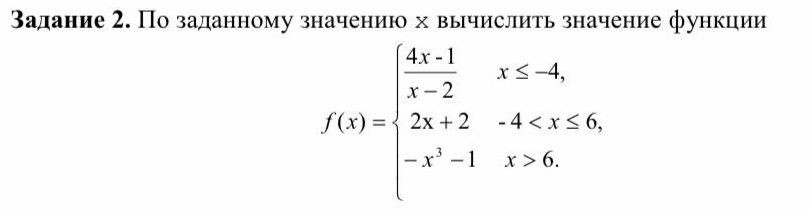 Задание 2. По заданному значению x вычислить значение функции
4x - 1
x – 2
x ≤ –4,
f (x) =
2x + 2 - 4 < x ≤ 6,
– x³ – 1 x > 6.